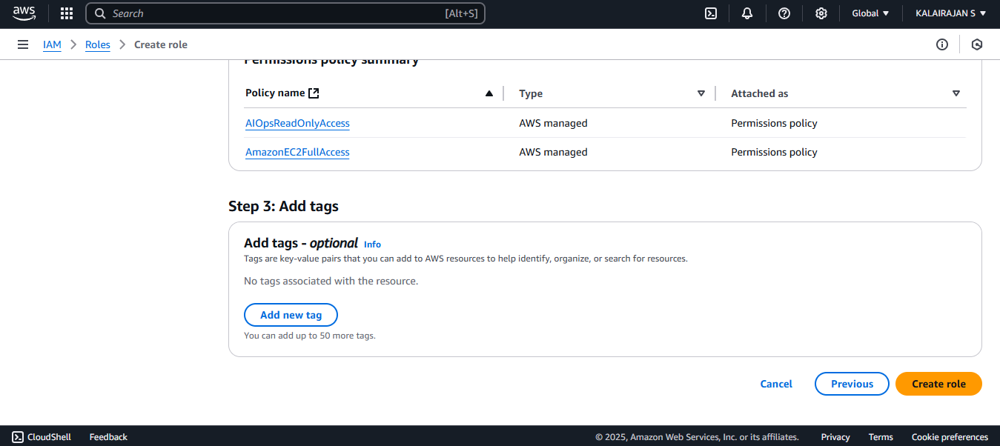 aws
Search [Alt+S] Global KALAIRAJAN S
IAM Roles Create role
Permissions policy summary
Policy name Type Attached as
AIOpsReadOnlyAccess AWS managed Permissions policy
AmazonEC2FullAccess AWS managed Permissions policy
Step 3: Add tags
Add tags - optional Info
Tags are key-value pairs that you can add to AWS resources to help identify, organize, or search for resources.
No tags associated with the resource.
Add new tag
You can add up to 50 more tags.
Cancel Previous Create role
CloudShell Feedback © 2025, Amazon Web Services, Inc. or its affiliates. Privacy Terms Cookie preferences